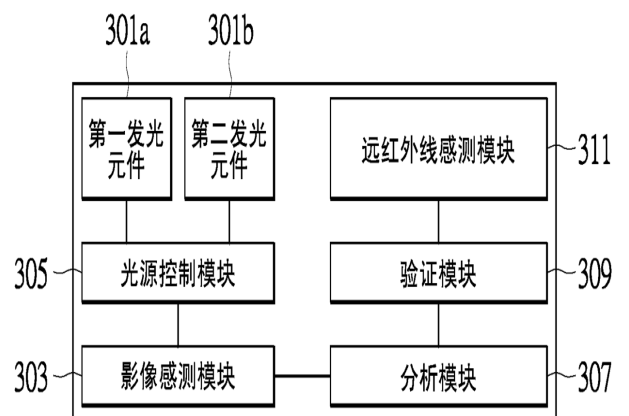 301a
301b
第一发光
元件
第二发光
元件
远红外线感测模块
311
305
光源控制模块
验证模块
309
303
影像感测模块
分析模块
307